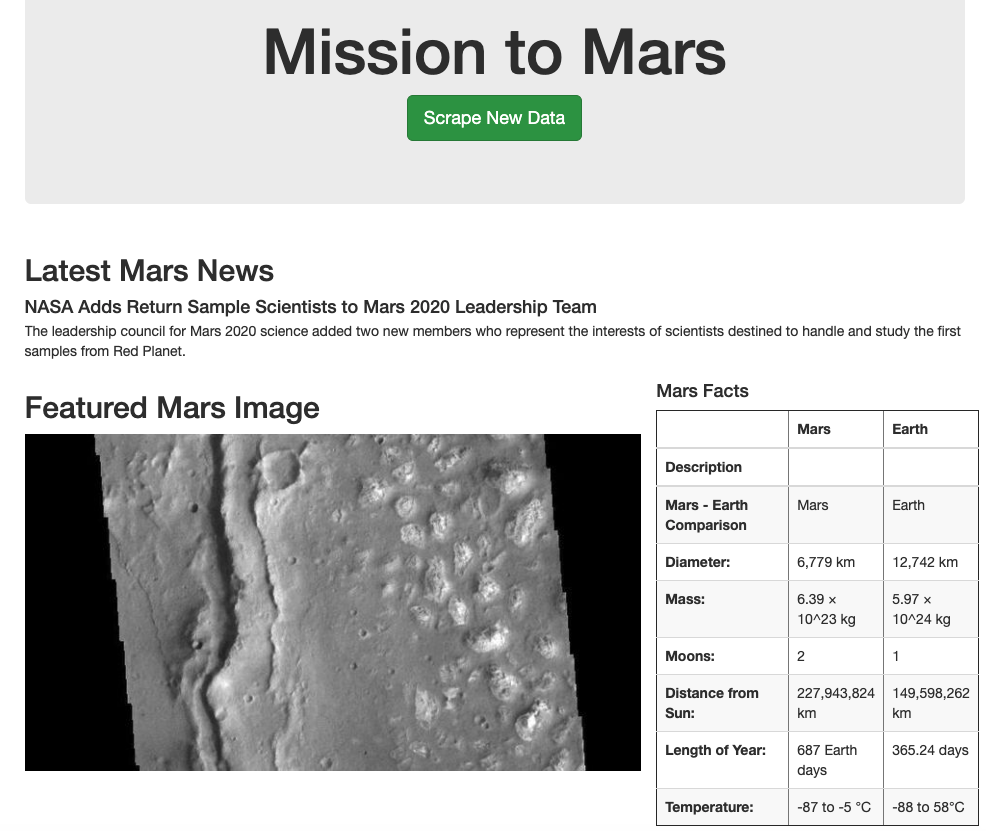 Mission to Mars
Scrape New Data
Latest Mars News
NASA Adds Return Sample Scientists to Mars 2020 Leadership Team
The leadership council for Mars 2020 science added two new members who represent the interests of scientists destined to handle and study the first
samples from Red Planet.
Featured Mars Image
Mars Facts
Mars Earth
Description
Mars - Earth
Comparison
Mars Earth
Diameter: 6,779 km 12,742 km
Mass: 6.39 × 5.97 ×
10^23 kg 10^24 kg
Moons: 2 1
Distance from 227,943,824 149,598,262
Sun: km km
Length of Year: 687 Earth 365.24 days
days
Temperature: -87 to -5 °C -88 to 58°C